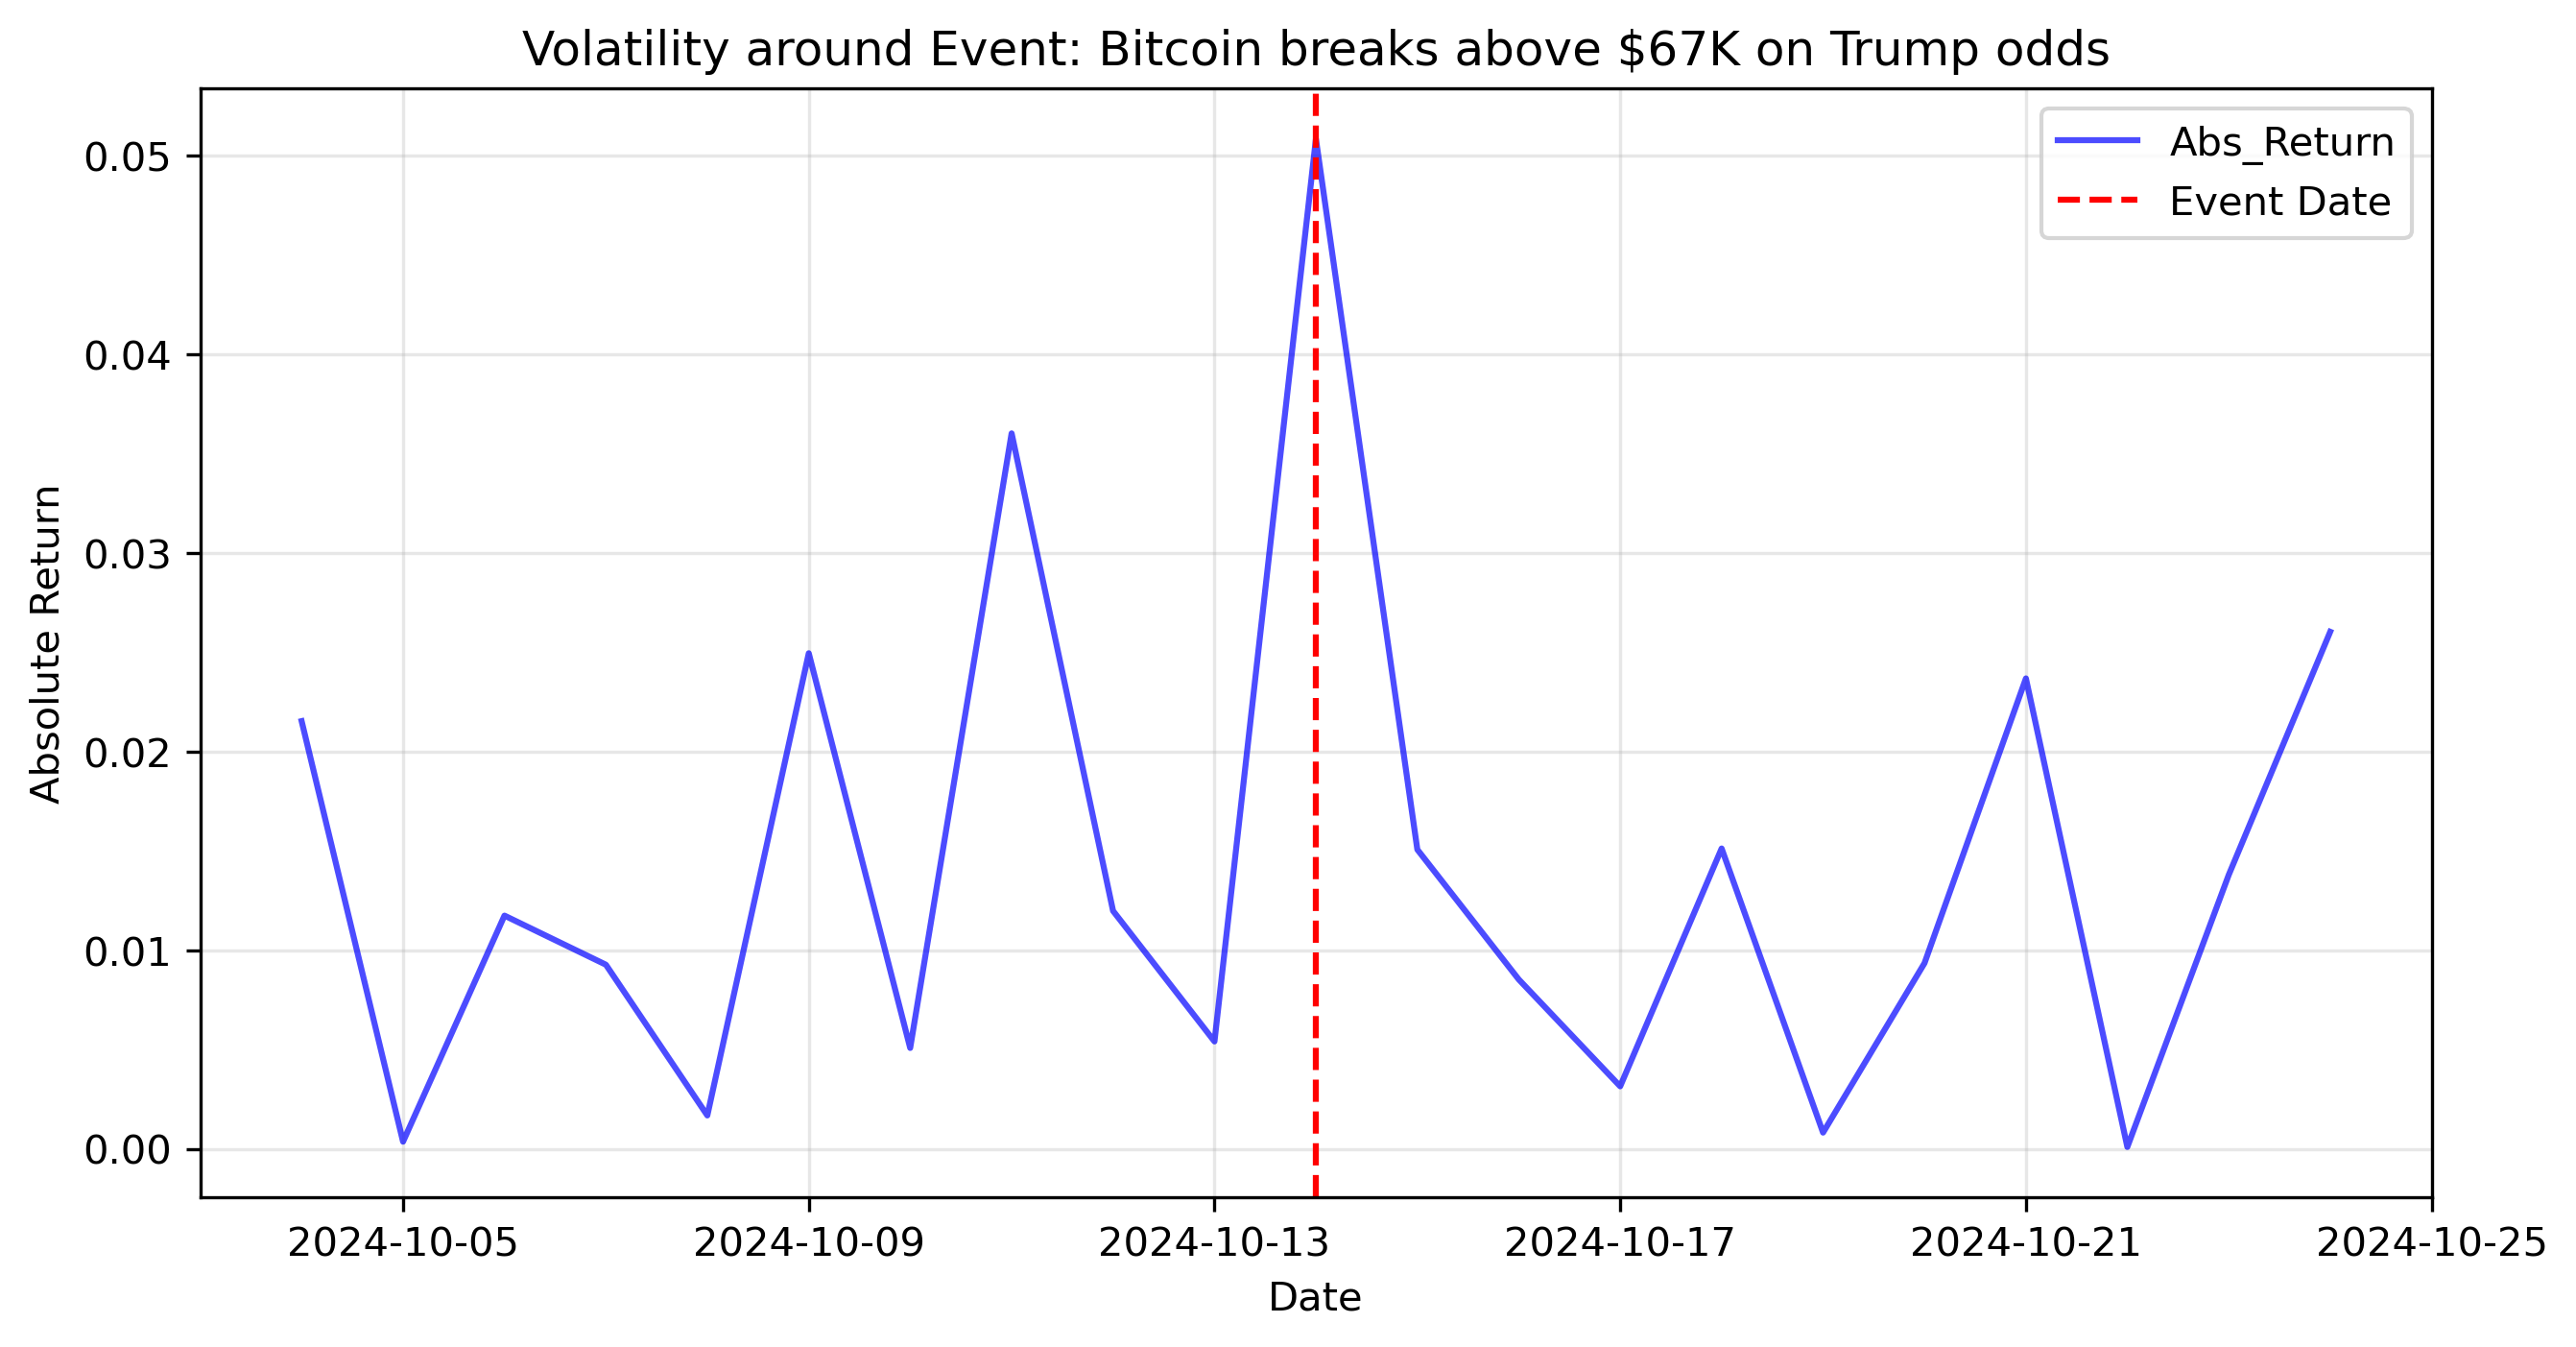 Volatility around Event: Bitcoin breaks above $67K on Trump odds
Abs_Return
Event Date
0.05
0.04
0.03
0.02
0.01
0.00
Absolute Return
2024-10-05 2024-10-09 2024-10-13 2024-10-17 2024-10-21 2024-10-25
Date